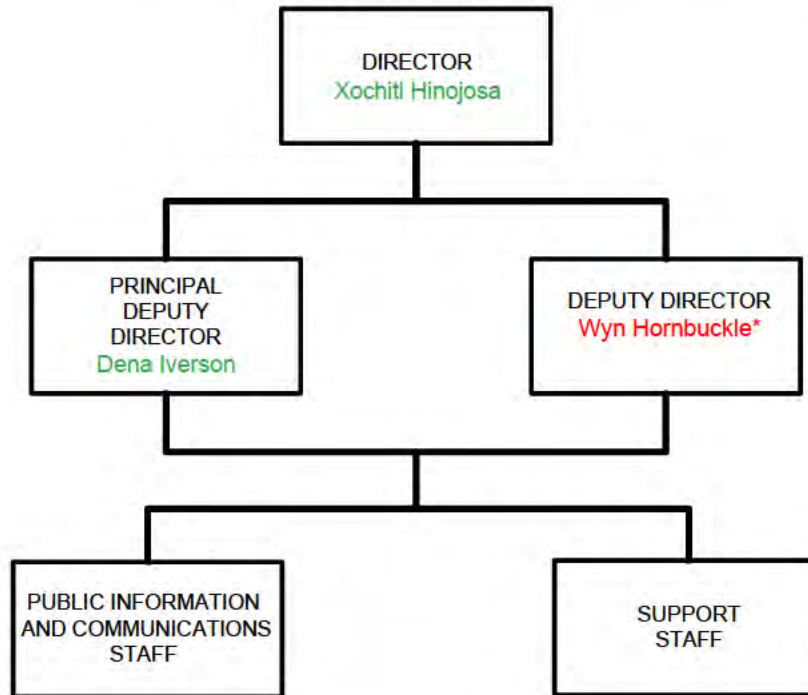 DIRECTOR
Xochitl Hinojosa
PRINCIPAL
DEPUTY
DIRECTOR
Dena Iverson
DEPUTY DIRECTOR
Wyn Hornbuckle*
PUBLIC INFORMATION
AND COMMUNICATIONS
STAFF
SUPPORT
STAFF